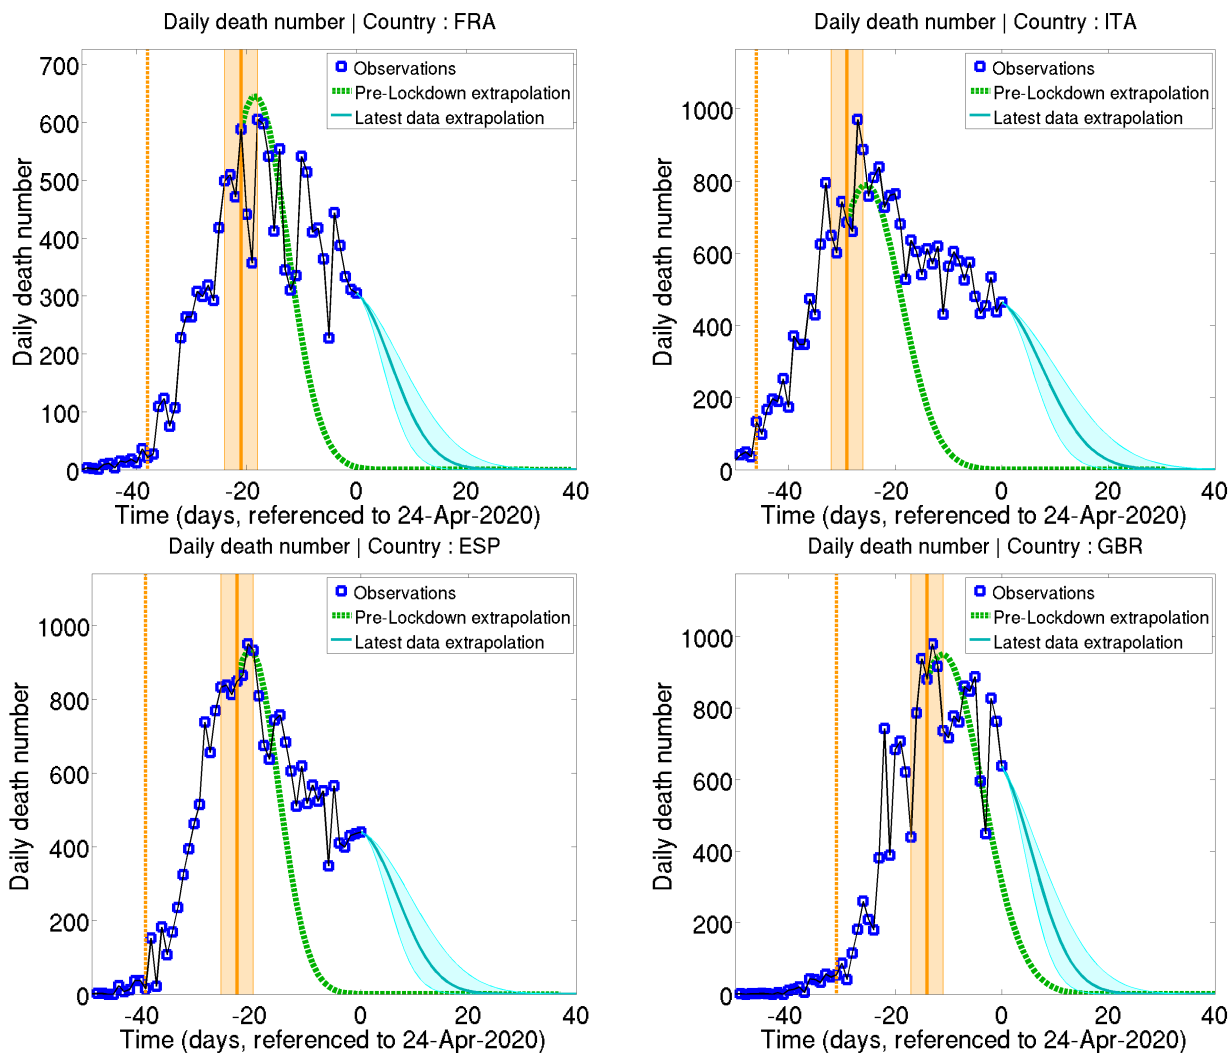 Daily death number | Country : FRA
Observations
Pre-Lockdown extrapolation
Latest data extrapolation
Daily death number
700
600
500
400
300
200
100
0
-40 -20 0 20 40
Time (days, referenced to 24-Apr-2020)
Daily death number | Country : ITA
Observations
Pre-Lockdown extrapolation
Latest data extrapolation
Daily death number
1000
800
600
400
200
0
-40 -20 0 20 40
Time (days, referenced to 24-Apr-2020)
Daily death number | Country : ESP
Observations
Pre-Lockdown extrapolation
Latest data extrapolation
Daily death number
1000
800
600
400
200
0
-40 -20 0 20 40
Time (days, referenced to 24-Apr-2020)
Daily death number | Country : GBR
Observations
Pre-Lockdown extrapolation
Latest data extrapolation
Daily death number
1000
800
600
400
200
0
-40 -20 0 20 40
Time (days, referenced to 24-Apr-2020)